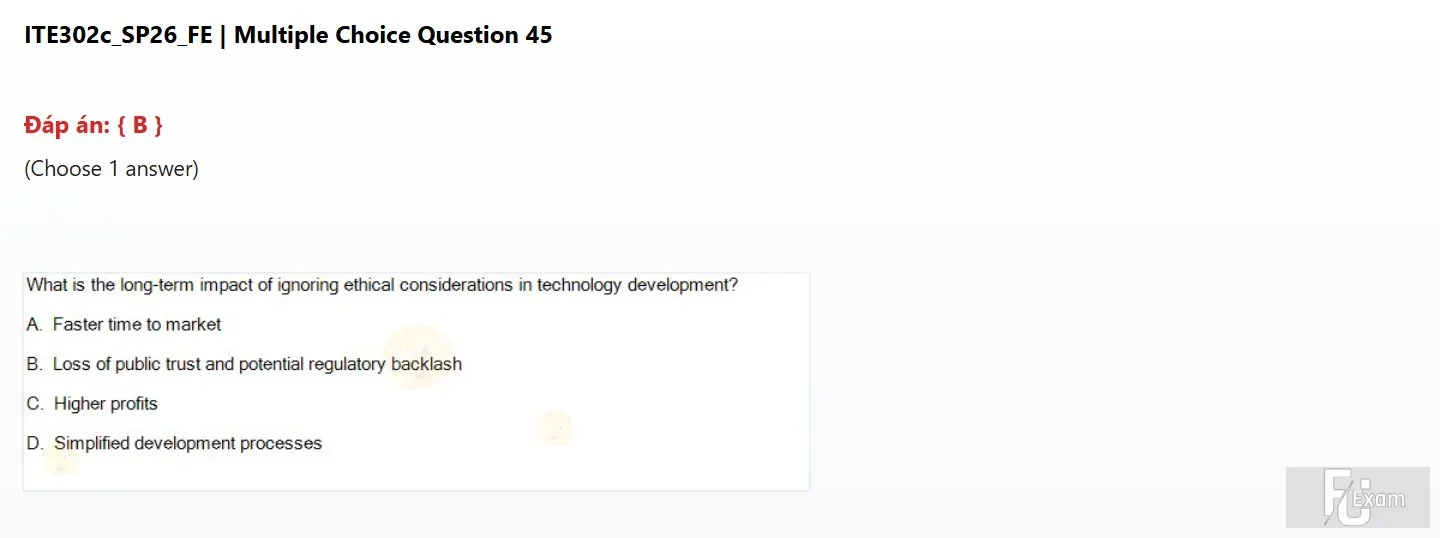 ITE302c_SP26_FE | Multiple Choice Question 45
Đáp án: { B }
(Choose 1 answer)
What is the long-term impact of ignoring ethical considerations in technology development?
A. Faster time to market
B. Loss of public trust and potential regulatory backlash
C. Higher profits
D. Simplified development processes
FU Exam